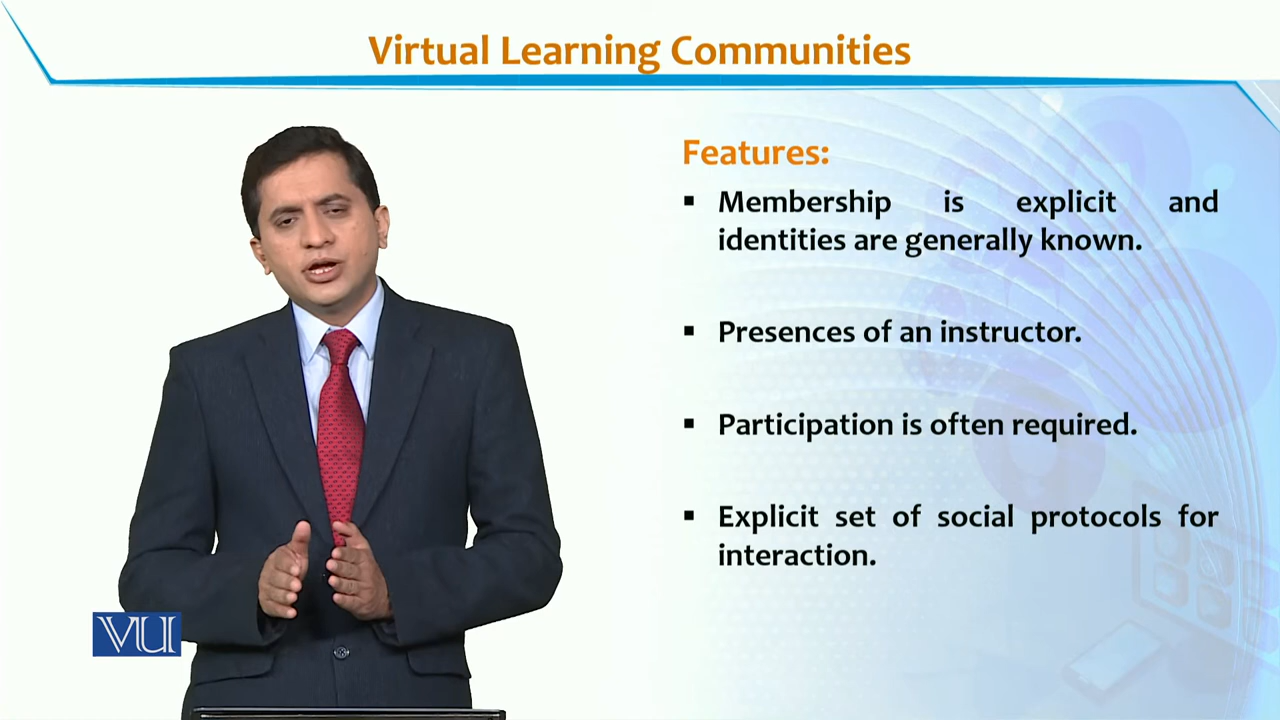 Virtual Learning Communities
Features:
▪ Membership is explicit and
identities are generally known.
▪ Presences of an instructor.
▪ Participation is often required.
▪ Explicit set of social protocols for
interaction.
VU